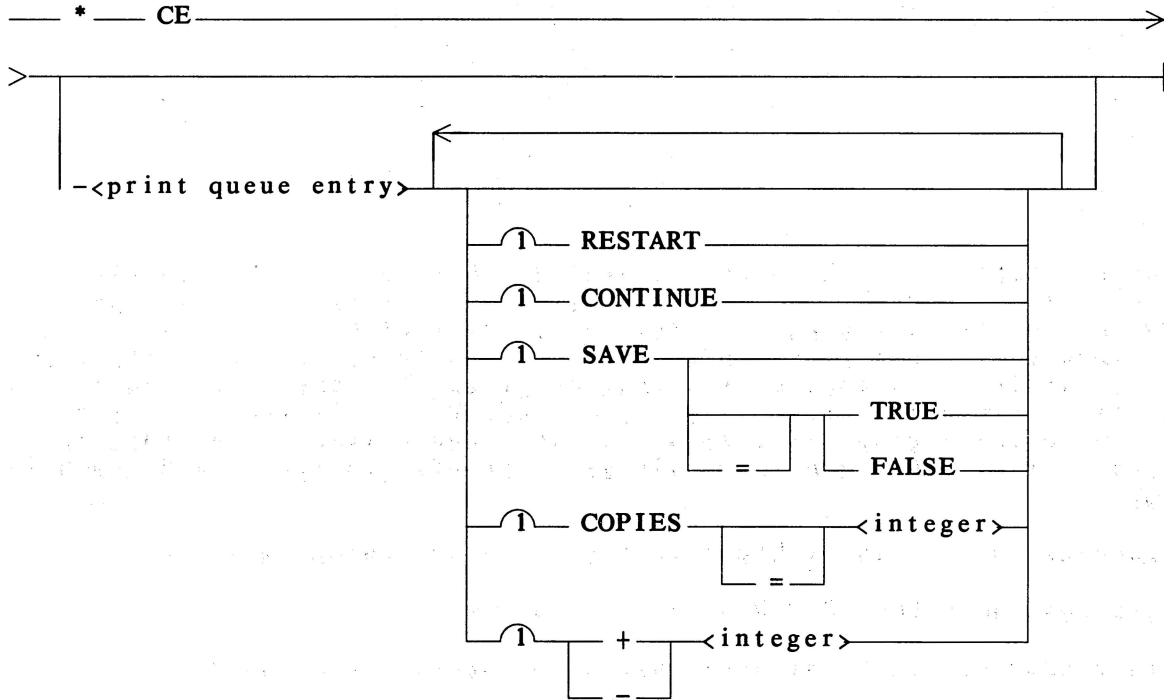 * CE
-<print queue entry>
1 RESTART
1 CONTINUE
1 SAVE
TRUE
= FALSE
1 COPIES <integer>
=
1 + <integer>
-